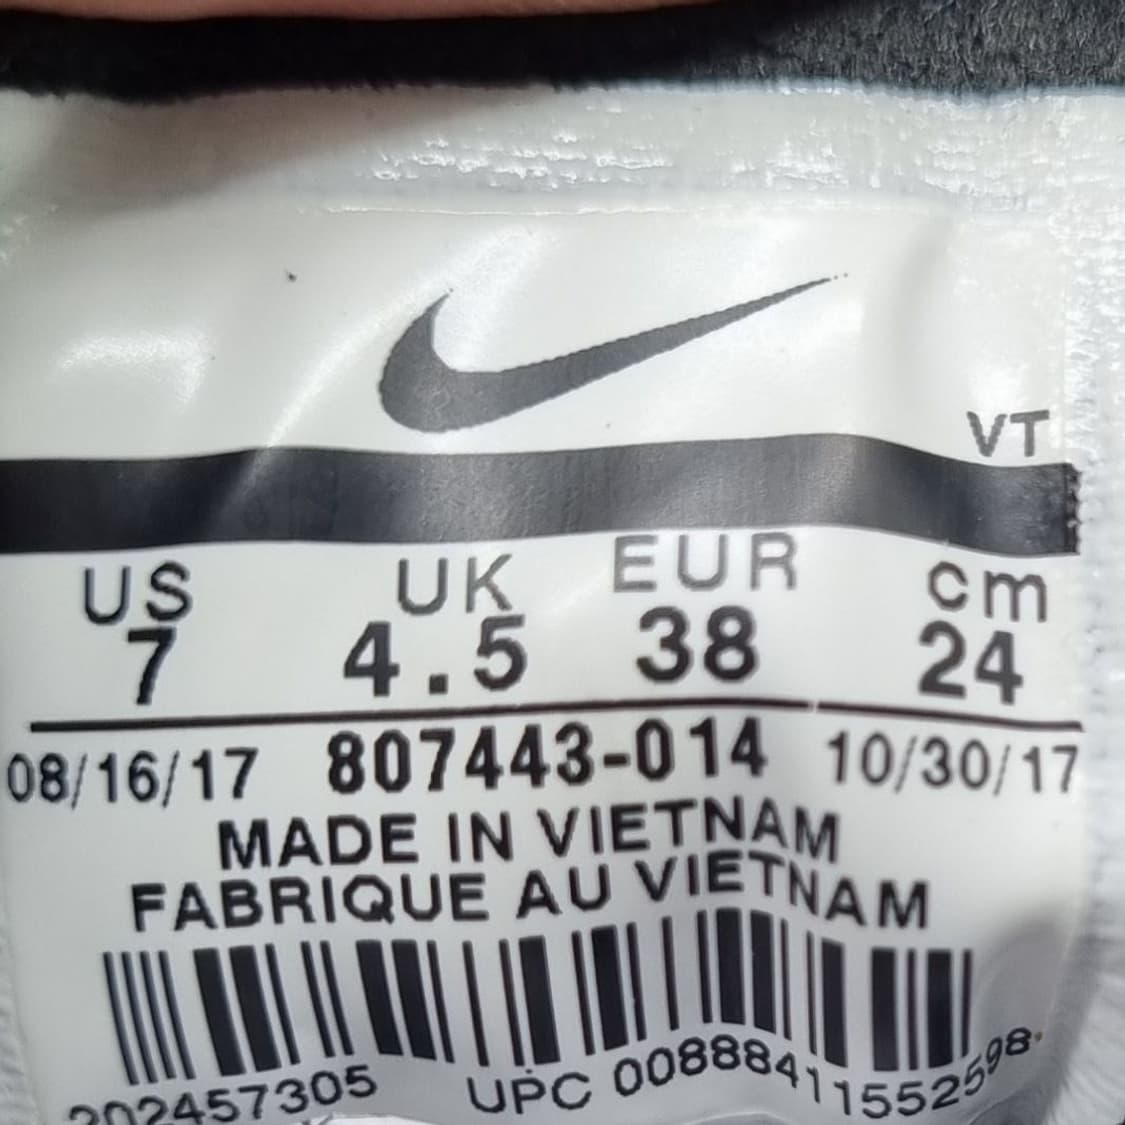 VT
US UK EUR cm
7 4.5 38 24
08/16/17 807443-014 10/30/17
MADE IN VIETNAM
FABRIQUE AU VIETNAM
202457305 UPC 00888411552598